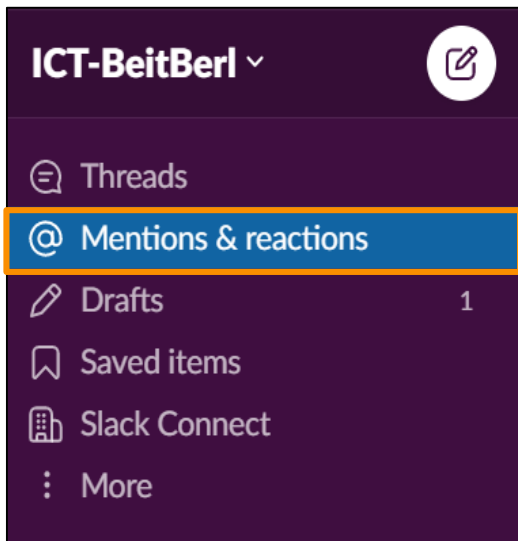 ICT-BeitBerl
Threads
@ Mentions & reactions
Drafts 1
Saved items
Slack Connect
More